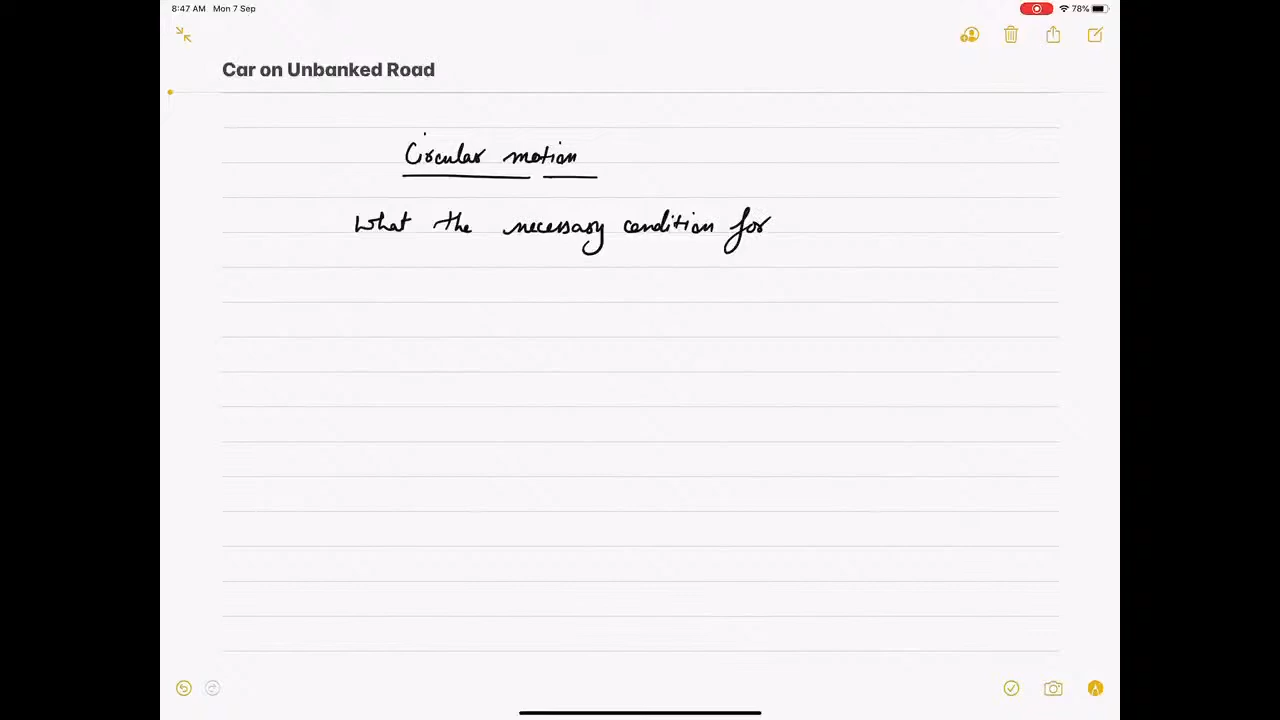 8:47 AM Mon 7 Sep 78%
Car on Unbanked Road
Circular motion
What the necessary condition for